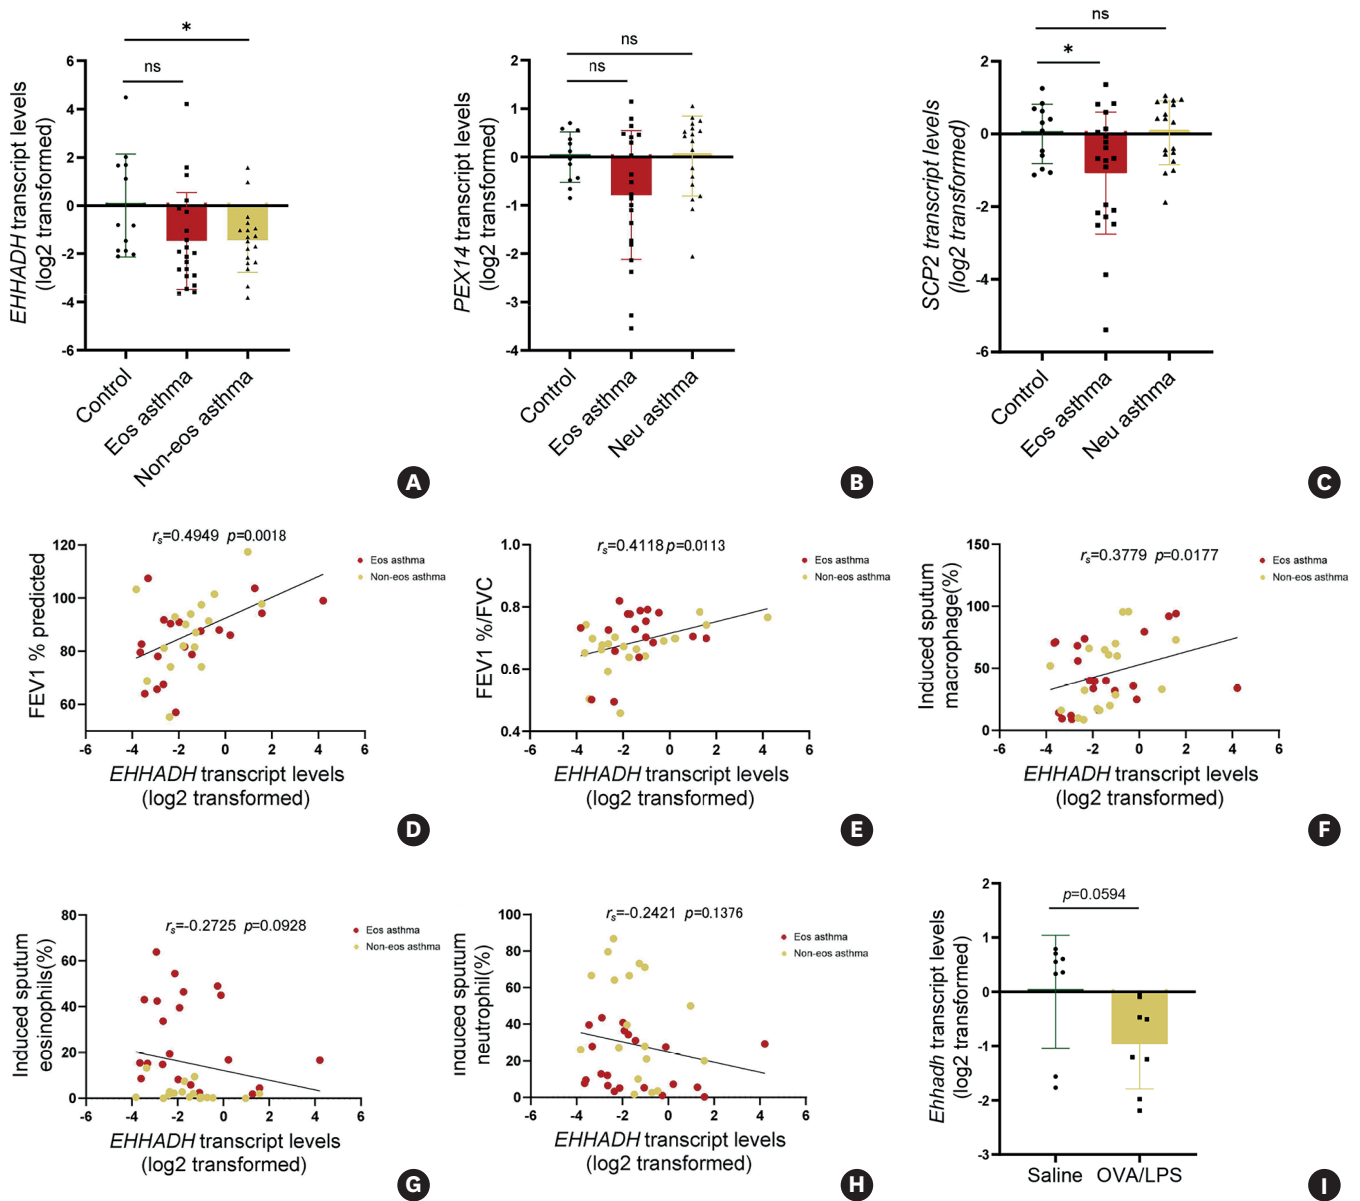 *
ns
6
4
2
0
-2
-4
-6
EHHADH transcript levels
(log2 transformed)
Control
Eos asthma
Non-eos asthma
A
ns
ns
2
1
0
-1
-2
-3
-4
PEX14 transcript levels
(log2 transformed)
Control
Eos asthma
Neu asthma
B
ns
*
2
0
-2
-4
-6
SCP2 transcript levels
(log2 transformed)
Control
Eos asthma
Neu asthma
C
rs=0.4949 p=0.0018
120
100
80
60
FEV1 % predicted
Eos asthma
Non-eos asthma
-6 -4 -2 0 2 4 6
EHHADH transcript levels
(log2 transformed)
D
rs=0.4118 p=0.0113
1.0
0.8
0.6
0.4
FEV1 %/FVC
Eos asthma
Non-eos asthma
-6 -4 -2 0 2 4 6
EHHADH transcript levels
(log2 transformed)
E
rs=0.3779 p=0.0177
150
100
50
0
Induced sputum
macrophage(%)
Eos asthma
Non-eos asthma
-6 -4 -2 0 2 4 6
EHHADH transcript levels
(log2 transformed)
F
rs=-0.2725 p=0.0928
80
60
40
20
0
Induced sputum
eosinophils(%)
Eos asthma
Non-eos asthma
-6 -4 -2 0 2 4 6
EHHADH transcript levels
(log2 transformed)
G
rs=-0.2421 p=0.1376
100
80
60
40
20
0
Induced sputum
neutrophil(%)
Eos asthma
Non-eos asthma
-6 -4 -2 0 2 4 6
EHHADH transcript levels
(log2 transformed)
H
p=0.0594
2
1
0
-1
-2
-3
Ehhadh transcript levels
(log2 transformed)
Saline OVA/LPS
I